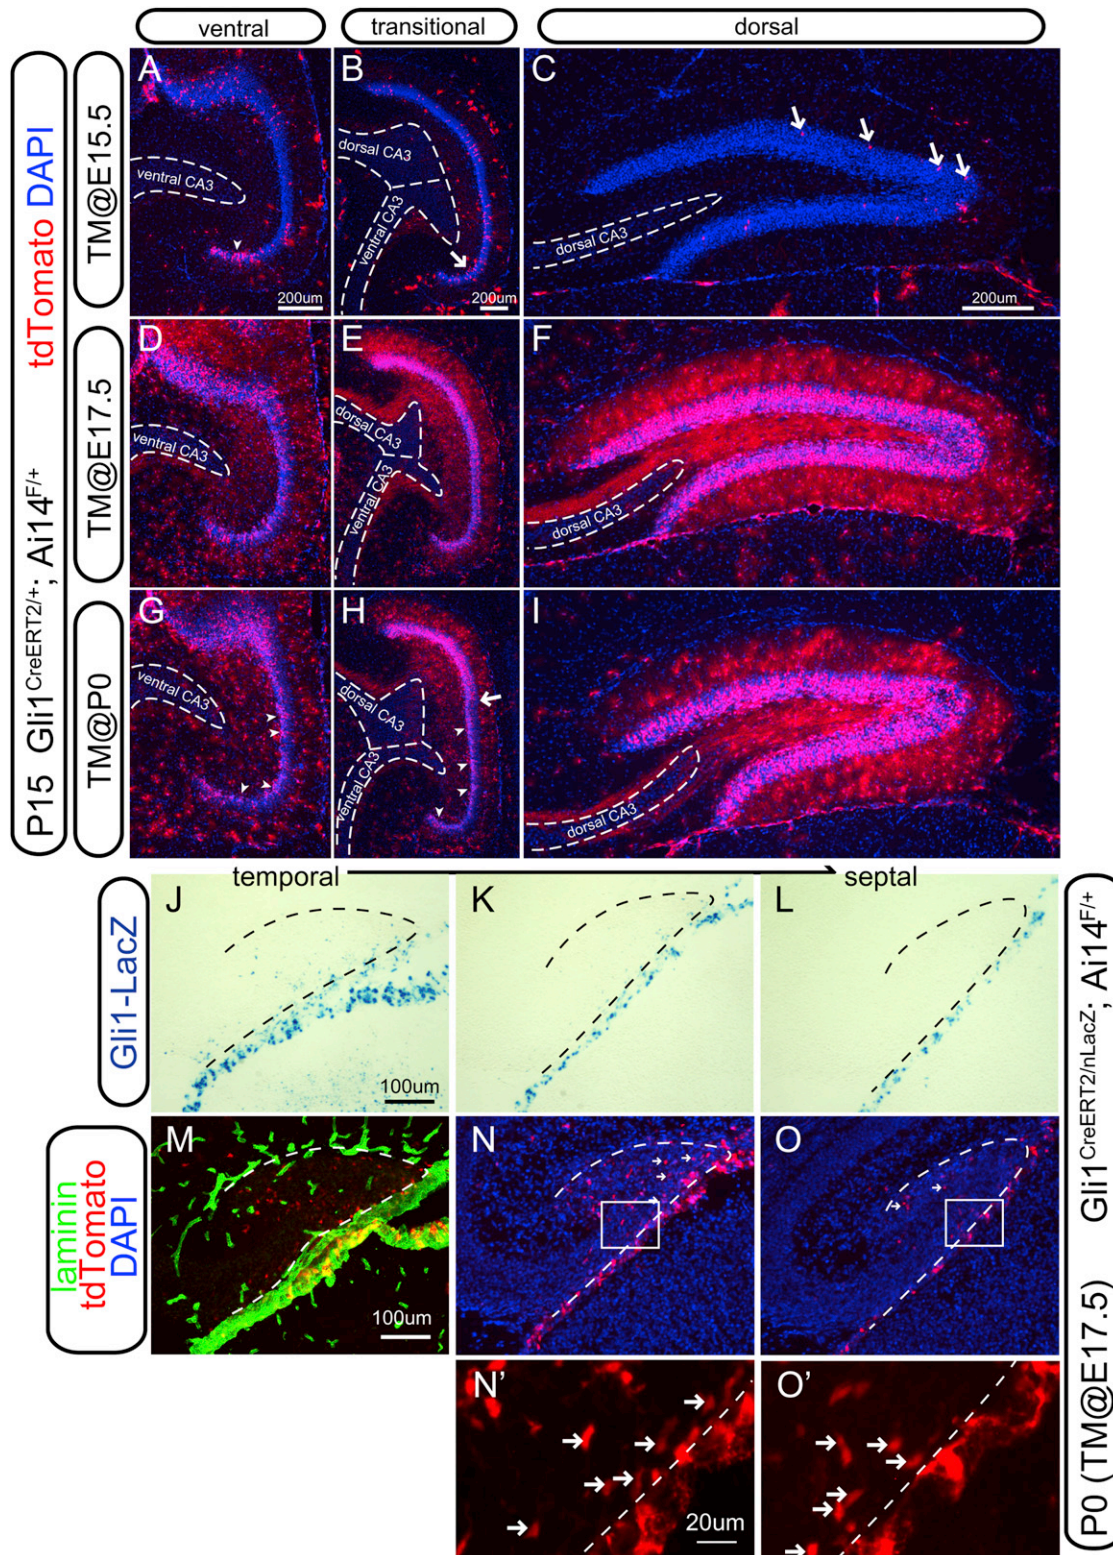 ventral
transitional
dorsal
P15 Gli1CreERT2/+; Ai14F/+
tdTomato DAPI
TM@E15.5
A
ventral CA3
200um
B
dorsal CA3
ventral CA3
200um
C
dorsal CA3
200um
TM@E17.5
D
ventral CA3
E
dorsal CA3
ventral CA3
F
dorsal CA3
TM@P0
G
ventral CA3
H
dorsal CA3
ventral CA3
I
dorsal CA3
temporal
septal
Gli1-LacZ
J
100um
K
L
P0 (TM@E17.5) Gli1CreERT2/nLacZ; Ai14F/+
laminin
tdTomato
DAPI
M
100um
N
O
N'
20um
O'